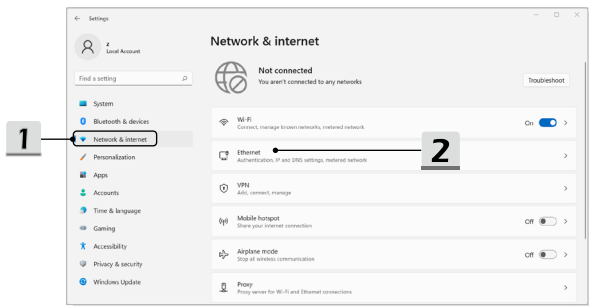 Settings
z
Local Account
Find a setting
System
Bluetooth & devices
1
Network & internet
Personalization
Apps
Accounts
Time & language
Gaming
Accessibility
Privacy & security
Windows Update
Network & internet
Not connected
You aren't connected to any networks
Troubleshoot
Wi-Fi
Connect, manage known networks, metered network
On
Ethernet
Authentication, IP and DNS settings, metered network
2
VPN
Add, connect, manage
Mobile hotspot
Share your internet connection
Off
Airplane mode
Stop all wireless communication
Off
Proxy
Proxy server for Wi-Fi and Ethernet connections